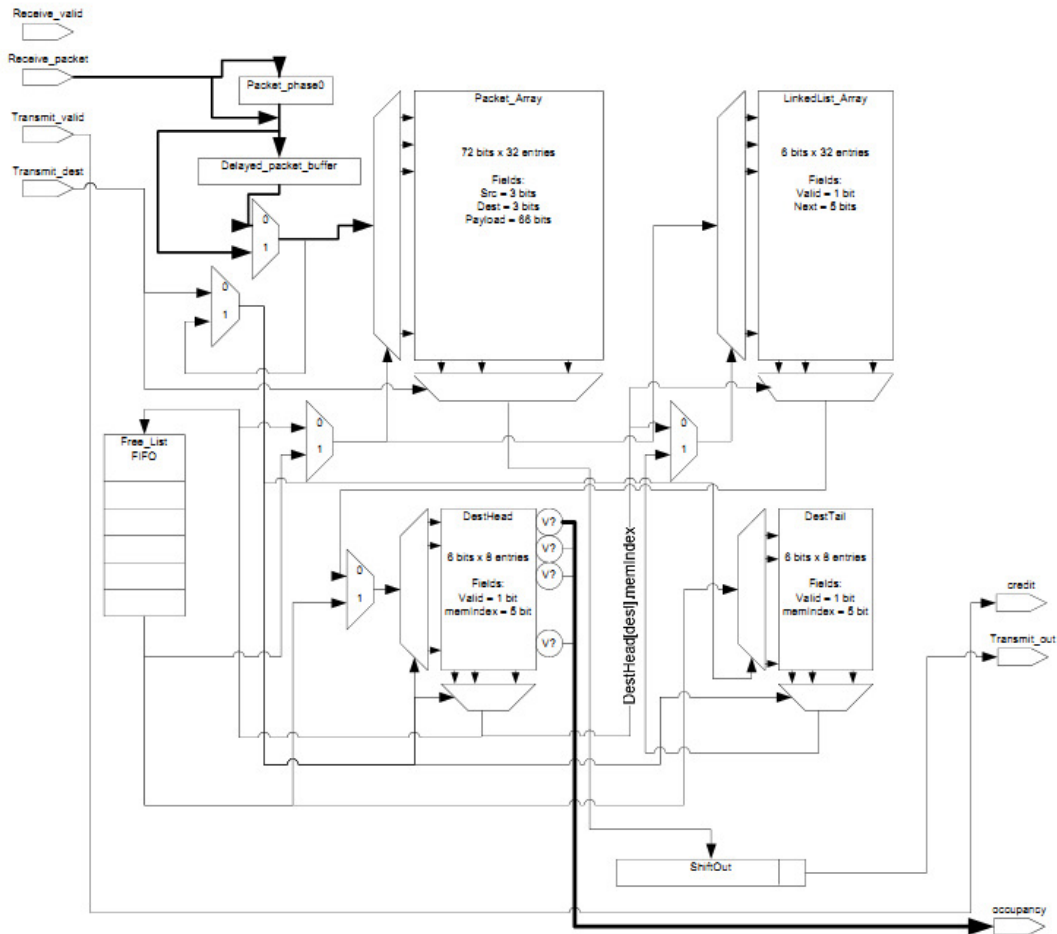 Receive_valid
Receive_packet
Transmit_valid
Transmit_dest
Packet_phase0
Delayed_packet_buffer
0
1
0
1
Packet_Array
72 bits x 32 entries
Fields:
Src = 3 bits
Dest = 3 bits
Payload = 66 bits
LinkedList_Array
6 bits x 32 entries
Fields:
Valid = 1 bit
Next = 5 bits
0
1
0
1
Free_List
FIFO
0
1
DestHead
6 bits x 8 entries
Fields:
Valid = 1 bit
memIndex = 5 bit
V?
V?
V?
V?
DestHead[dest].memIndex
DestTail
6 bits x 8 entries
Fields:
Valid = 1 bit
memIndex = 5 bit
credit
Transmit_out
ShiftOut
occupancy